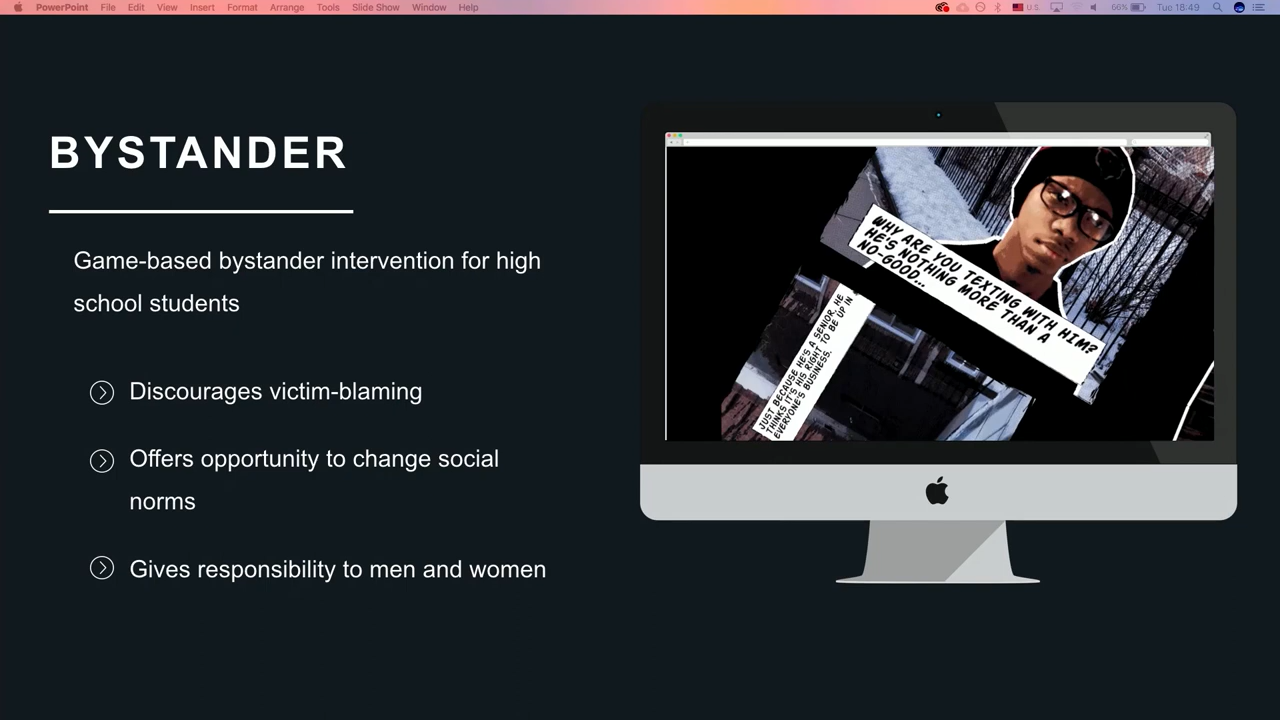 PowerPoint File Edit View Insert Format Arrange Tools Slide Show Window Help U.S. 66% Tue 18:49
BYSTANDER
Game-based bystander intervention for high
school students
Discourages victim-blaming
Offers opportunity to change social
norms
Gives responsibility to men and women
WHY ARE YOU TEXTING WITH HIM?
HE'S NOTHING MORE THAN A
NO-GOOD...
JUST BECAUSE HE'S A SENIOR, HE
THINKS IT'S HIS RIGHT TO BE UP IN
EVERYONE'S BUSINESS.